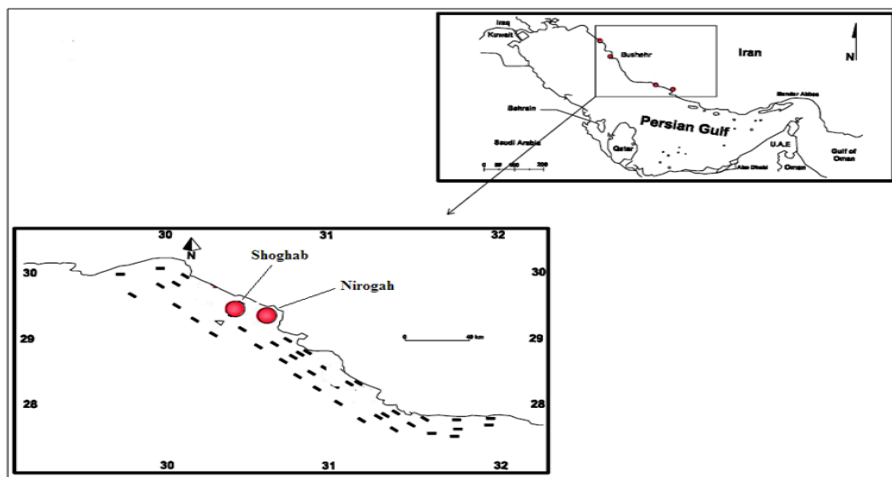 Iraq
Kuwait
Bushehr
Iran
N
Bandar Abbas
Bahrain
Persian Gulf
Saudi Arabia
Qatar
U.A.E
Gulf of
Oman
Abu Dhabi
Oman
30 31 32
N
Shoghab
Nirogah
30 30
29 29
0 40 km
28 28
30 31 32